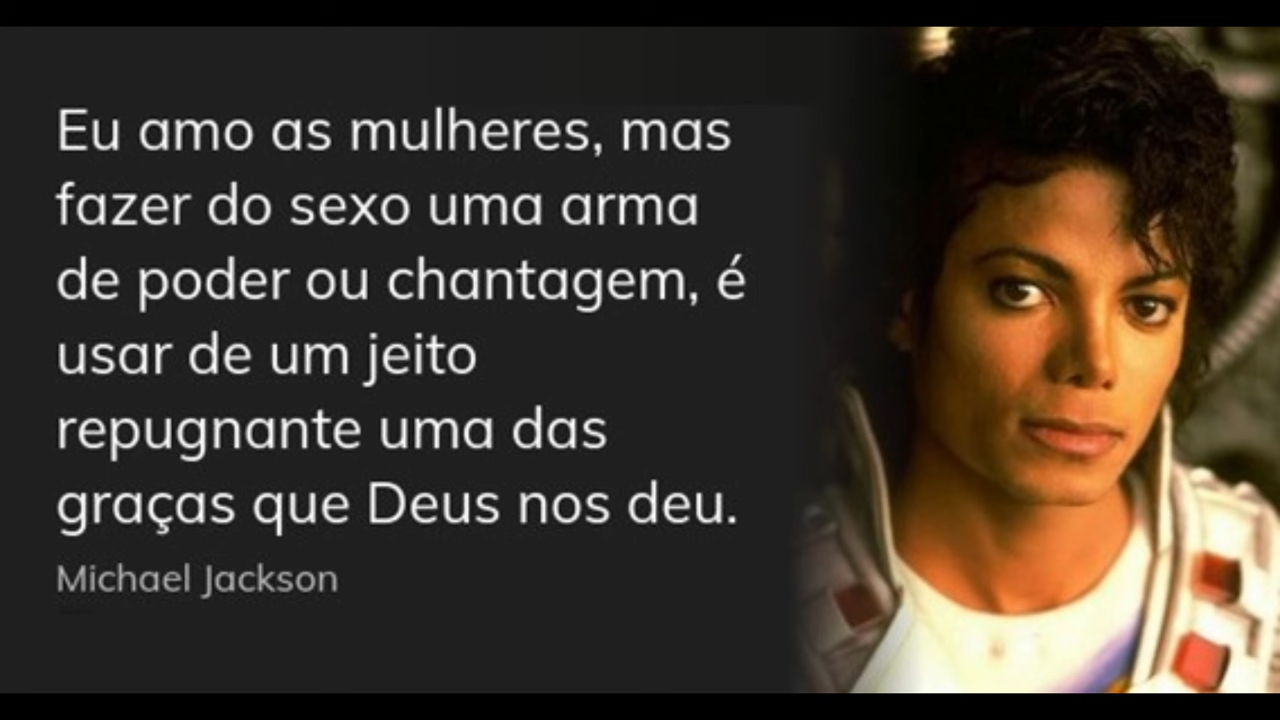 Eu amo as mulheres, mas
fazer do sexo uma arma
de poder ou chantagem, é
usar de um jeito
repugnante uma das
graças que Deus nos deu.
Michael Jackson